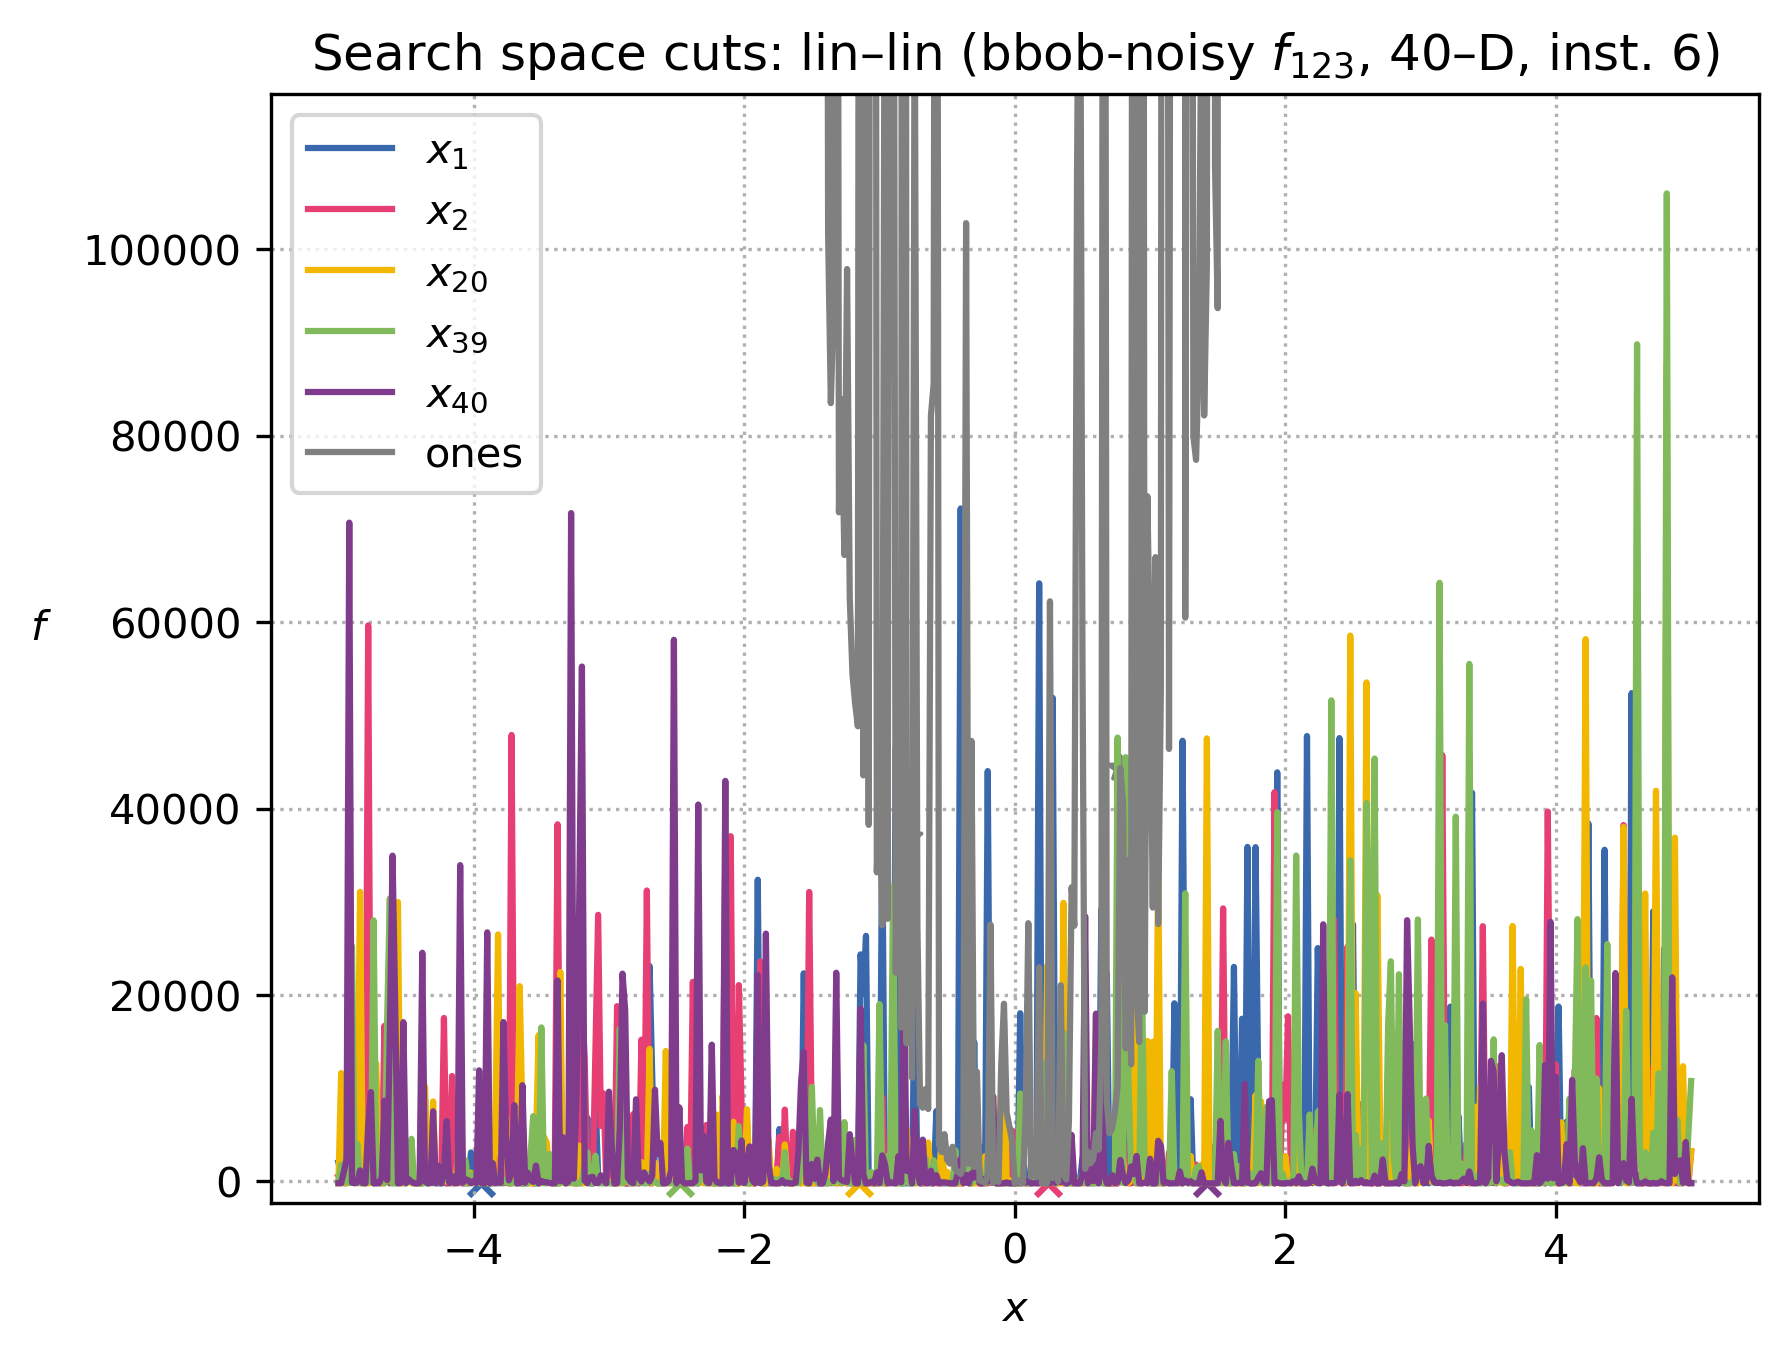 Search space cuts: lin–lin (bbob-noisy f₁₂₃, 40–D, inst. 6)
x₁
x₂
x₂₀
x₃₉
x₄₀
ones
100000
80000
60000
40000
20000
0
f
−4 −2 0 2 4
x